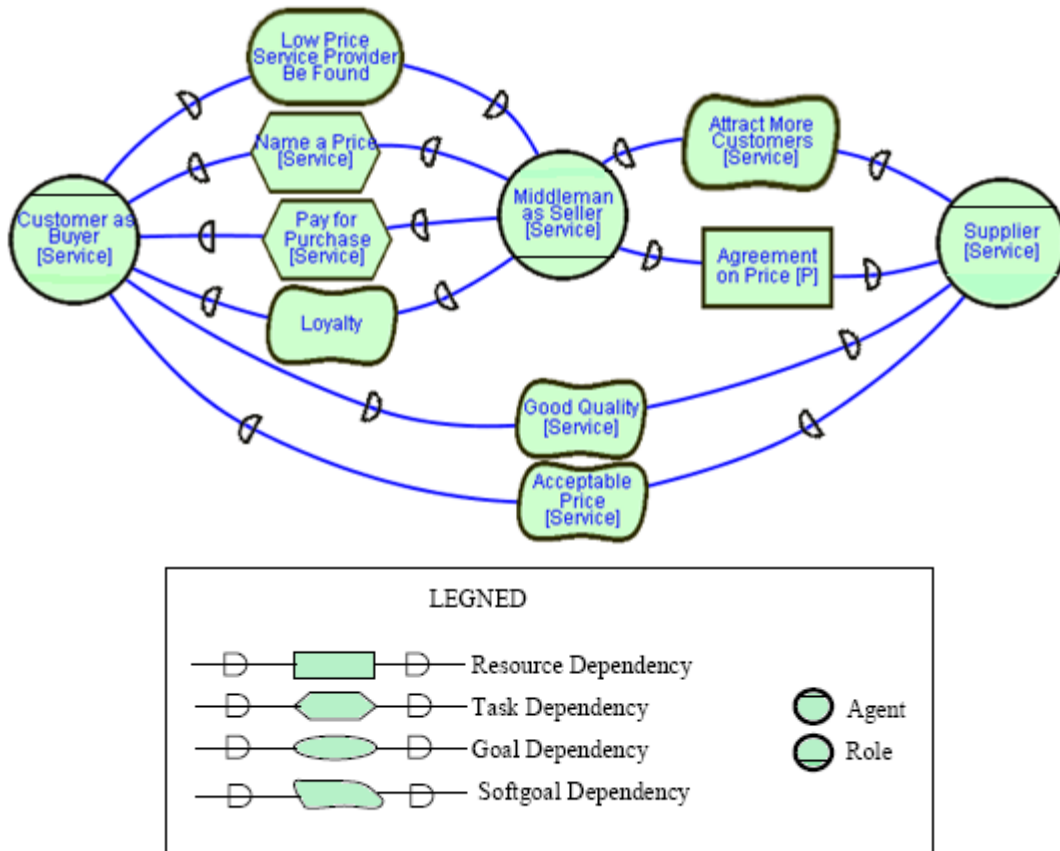 Low Price
Service Provider
Be Found
Name a Price
[Service]
Attract More
Customers
[Service]
Customer as
Buyer
[Service]
Pay for
Purchase
[Service]
Middleman
as Seller
[Service]
Supplier
[Service]
Agreement
on Price [P]
Loyalty
Good Quality
[Service]
Acceptable
Price
[Service]
LEGNED
Resource Dependency
Task Dependency
Goal Dependency
Softgoal Dependency
Agent
Role